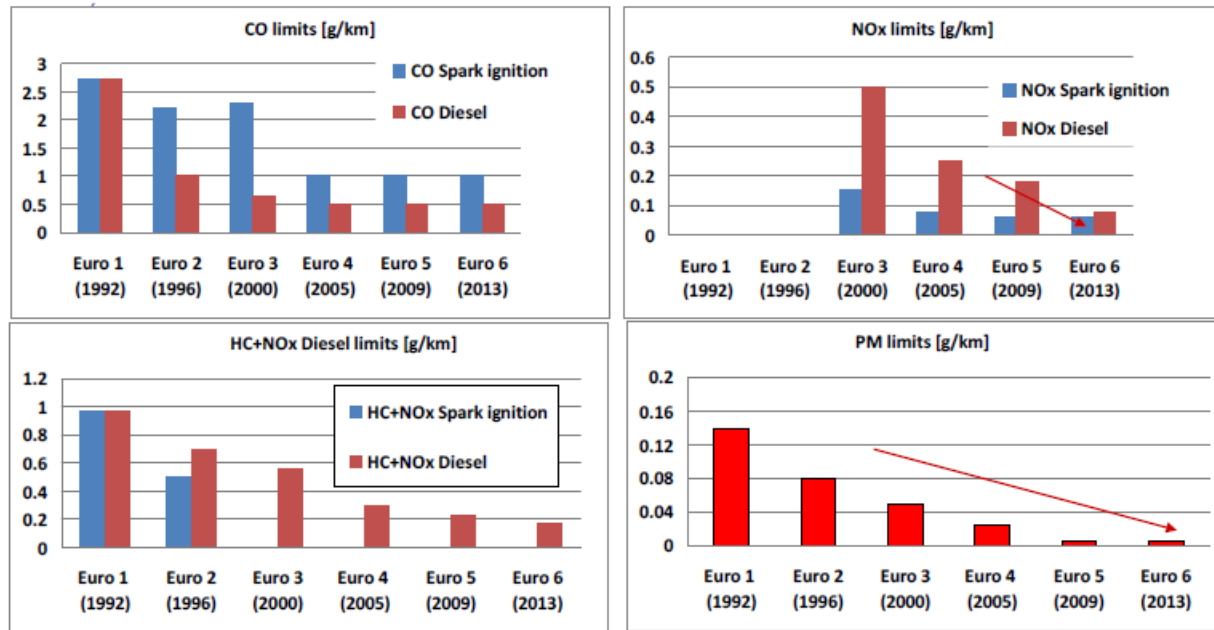 CO limits [g/km]
3
2.5
2
1.5
1
0.5
0
CO Spark ignition
CO Diesel
Euro 1 Euro 2 Euro 3 Euro 4 Euro 5 Euro 6
(1992) (1996) (2000) (2005) (2009) (2013)
NOx limits [g/km]
0.6
0.5
0.4
0.3
0.2
0.1
0
NOx Spark ignition
NOx Diesel
Euro 1 Euro 2 Euro 3 Euro 4 Euro 5 Euro 6
(1992) (1996) (2000) (2005) (2009) (2013)
HC+NOx Diesel limits [g/km]
1.2
1
0.8
0.6
0.4
0.2
0
HC+NOx Spark ignition
HC+NOx Diesel
Euro 1 Euro 2 Euro 3 Euro 4 Euro 5 Euro 6
(1992) (1996) (2000) (2005) (2009) (2013)
PM limits [g/km]
0.2
0.16
0.12
0.08
0.04
0
Euro 1 Euro 2 Euro 3 Euro 4 Euro 5 Euro 6
(1992) (1996) (2000) (2005) (2009) (2013)